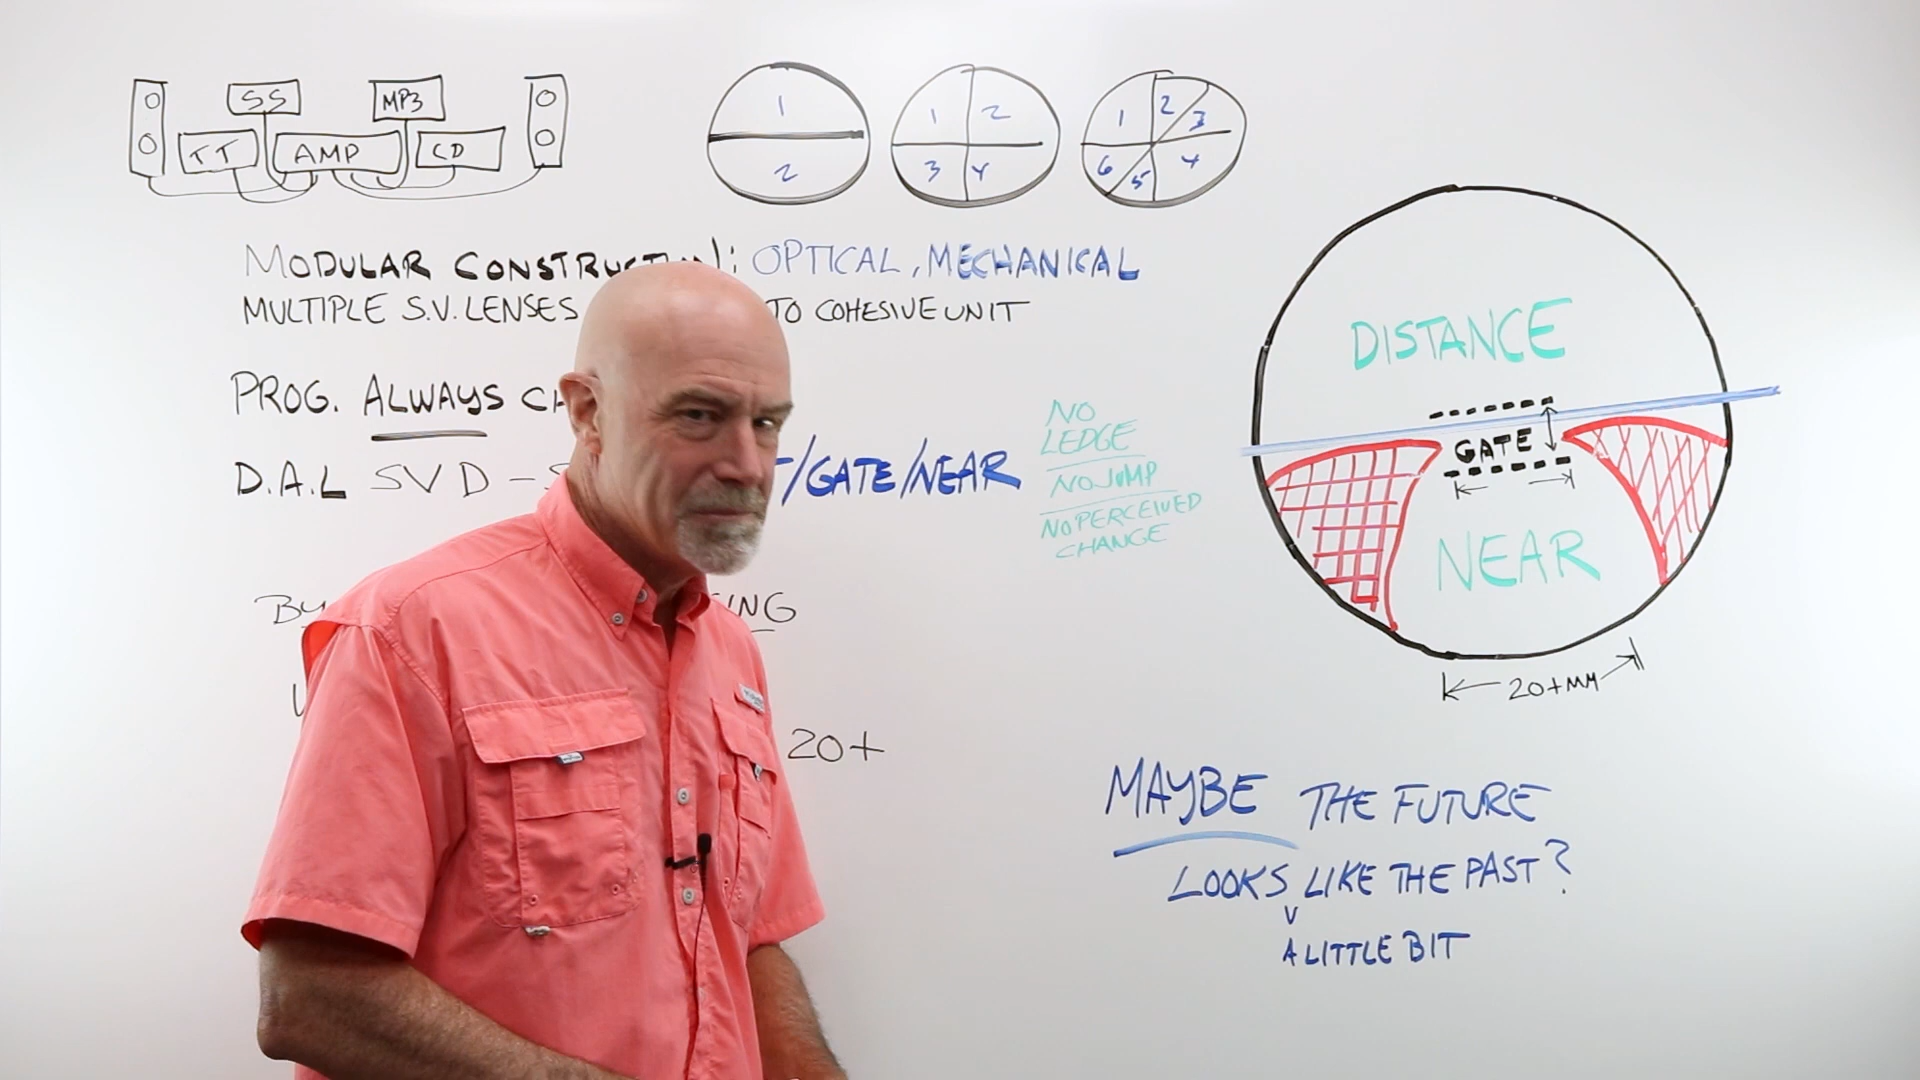 SS
MP3
TT
AMP
CD
1
2
1
2
3
4
1
2
3
4
5
6
MODULAR CONSTRUCTION: OPTICAL, MECHANICAL
MULTIPLE S.V. LENSES TO COHESIVE UNIT
PROG. ALWAYS
D.A.L SVD - /GATE/NEAR
NO
LEDGE
NO JUMP
NO PERCEIVED
CHANGE
20+
DISTANCE
GATE
NEAR
20+MM
MAYBE THE FUTURE
LOOKS LIKE THE PAST?
V
A LITTLE BIT